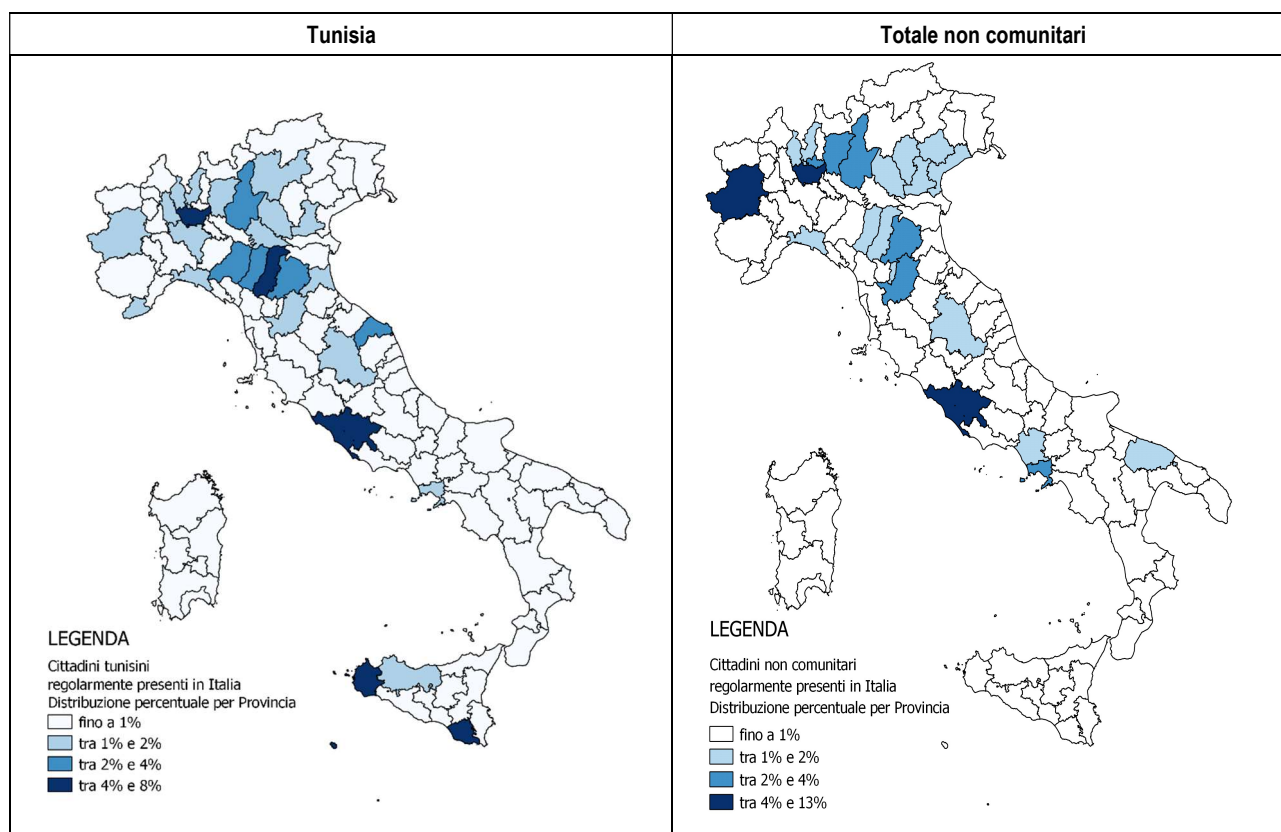 Tunisia
Totale non comunitari
LEGENDA
Cittadini tunisini
regolarmente presenti in Italia
Distribuzione percentuale per Provincia
fino a 1%
tra 1% e 2%
tra 2% e 4%
tra 4% e 8%
LEGENDA
Cittadini non comunitari
regolarmente presenti in Italia
Distribuzione percentuale per Provincia
fino a 1%
tra 1% e 2%
tra 2% e 4%
tra 4% e 13%